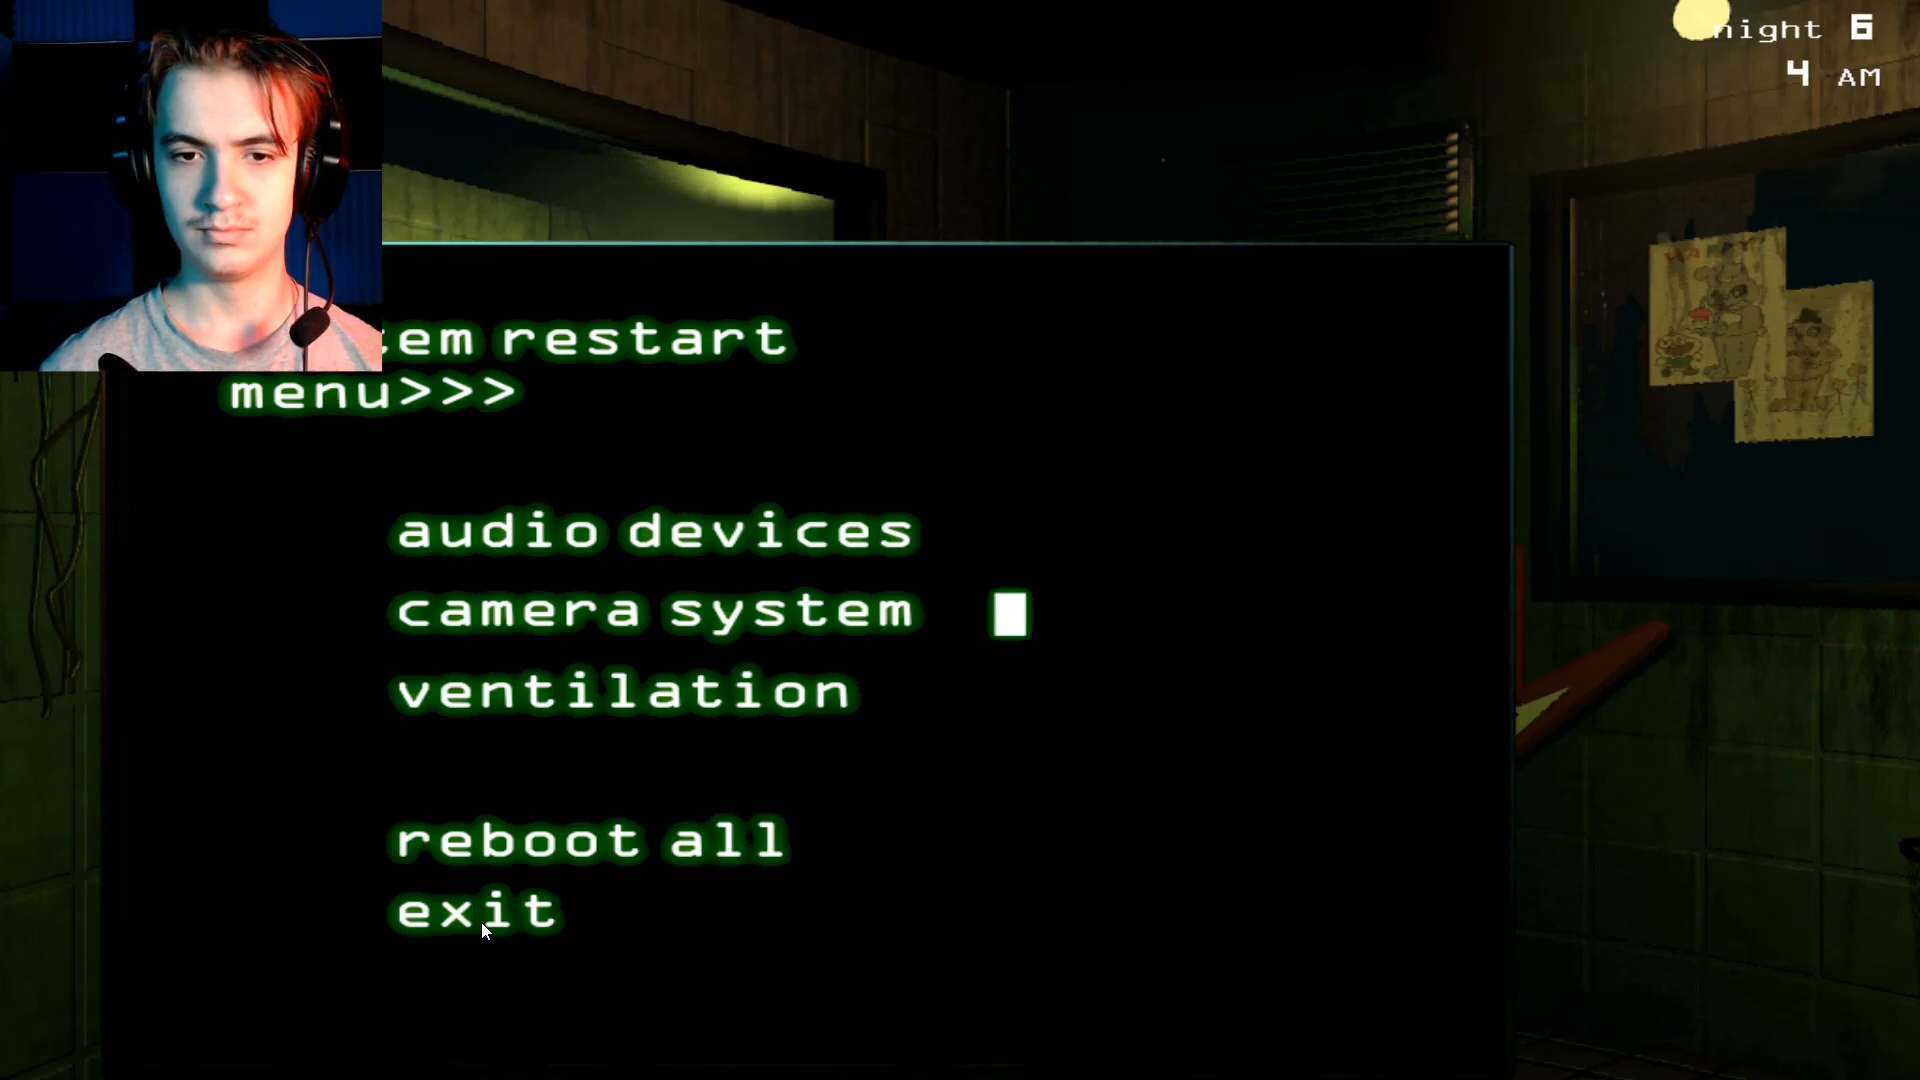 night 6
4 AM
em restart
menu>>>
audio devices
camera system
ventilation
reboot all
exit